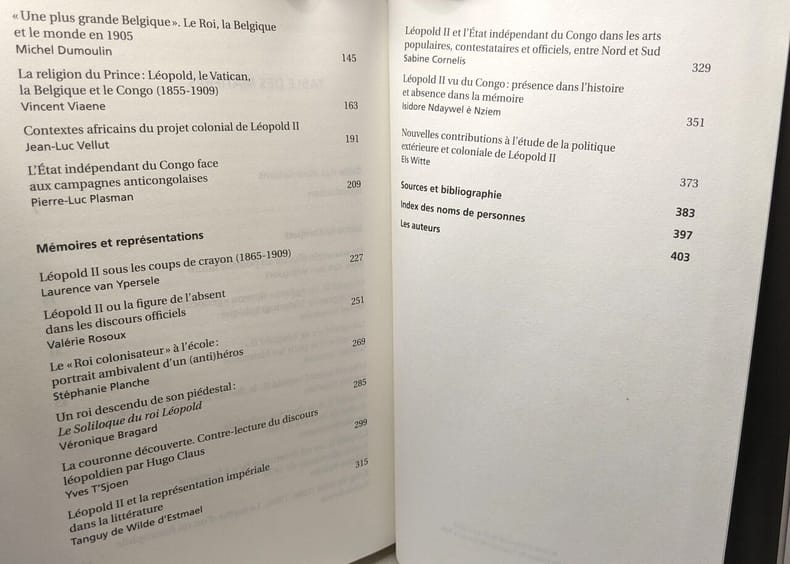 « Une plus grande Belgique ». Le Roi, la Belgique
et le monde en 1905
Michel Dumoulin
145
La religion du Prince : Léopold, le Vatican,
la Belgique et le Congo (1855-1909)
Vincent Viaene
163
Contextes africains du projet colonial de Léopold II
Jean-Luc Vellut
191
L'État indépendant du Congo face
aux campagnes anticongolaises
Pierre-Luc Plasman
209
Mémoires et représentations
Léopold II sous les coups de crayon (1865-1909)
Laurence van Ypersele
227
Léopold II ou la figure de l'absent
dans les discours officiels
Valérie Rosoux
251
Le « Roi colonisateur » à l'école :
portrait ambivalent d'un (anti)héros
Stéphanie Planche
269
Un roi descendu de son piédestal :
Le Soliloque du roi Léopold
Véronique Bragard
285
La couronne découverte. Contre-lecture du discours
léopoldien par Hugo Claus
Yves T'Sjoen
299
Léopold II et la représentation impériale
dans la littérature
Tanguy de Wilde d'Estmael
315
Léopold II et l'État indépendant du Congo dans les arts
populaires, contestataires et officiels, entre Nord et Sud
Sabine Cornelis
329
Léopold II vu du Congo : présence dans l'histoire
et absence dans la mémoire
Isidore Ndaywel è Nziem
351
Nouvelles contributions à l'étude de la politique
extérieure et coloniale de Léopold II
Els Witte
373
Sources et bibliographie
383
Index des noms de personnes
397
Les auteurs
403